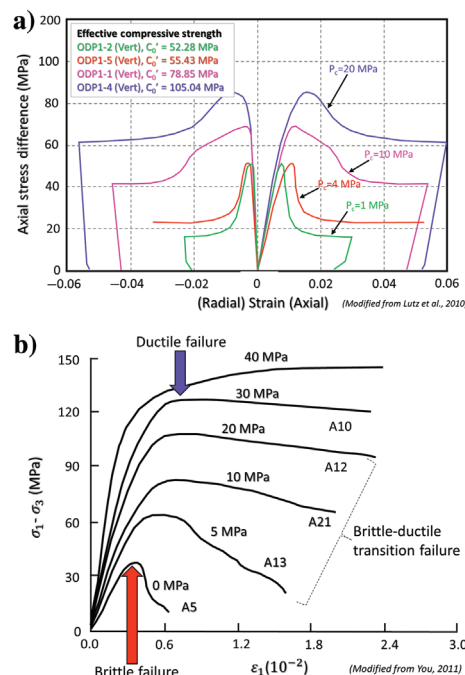 a)
Effective compressive strength
ODP1-2 (Vert), C₀' = 52.28 MPa
ODP1-5 (Vert), C₀' = 55.43 MPa
ODP1-1 (Vert), C₀' = 78.85 MPa
ODP1-4 (Vert), C₀' = 105.04 MPa
200
160
120
80
40
20
0
Axial stress difference (MPa)
P꜀=20 MPa
P꜀=10 MPa
P꜀=4 MPa
P꜀=1 MPa
−0.06 −0.04 −0.02 0 0.02 0.04 0.06
(Radial) Strain (Axial)
(Modified from Lutz et al., 2010)
b)
150
120
90
60
30
0
σ₁- σ₃ (MPa)
Ductile failure
40 MPa
30 MPa
A10
20 MPa
A12
10 MPa
A21
5 MPa
A13
0 MPa
A5
Brittle-ductile
transition failure
0.0 0.6 1.2 1.8 2.4 3.0
Brittle failure
ε₁(10⁻²)
(Modified from You, 2011)